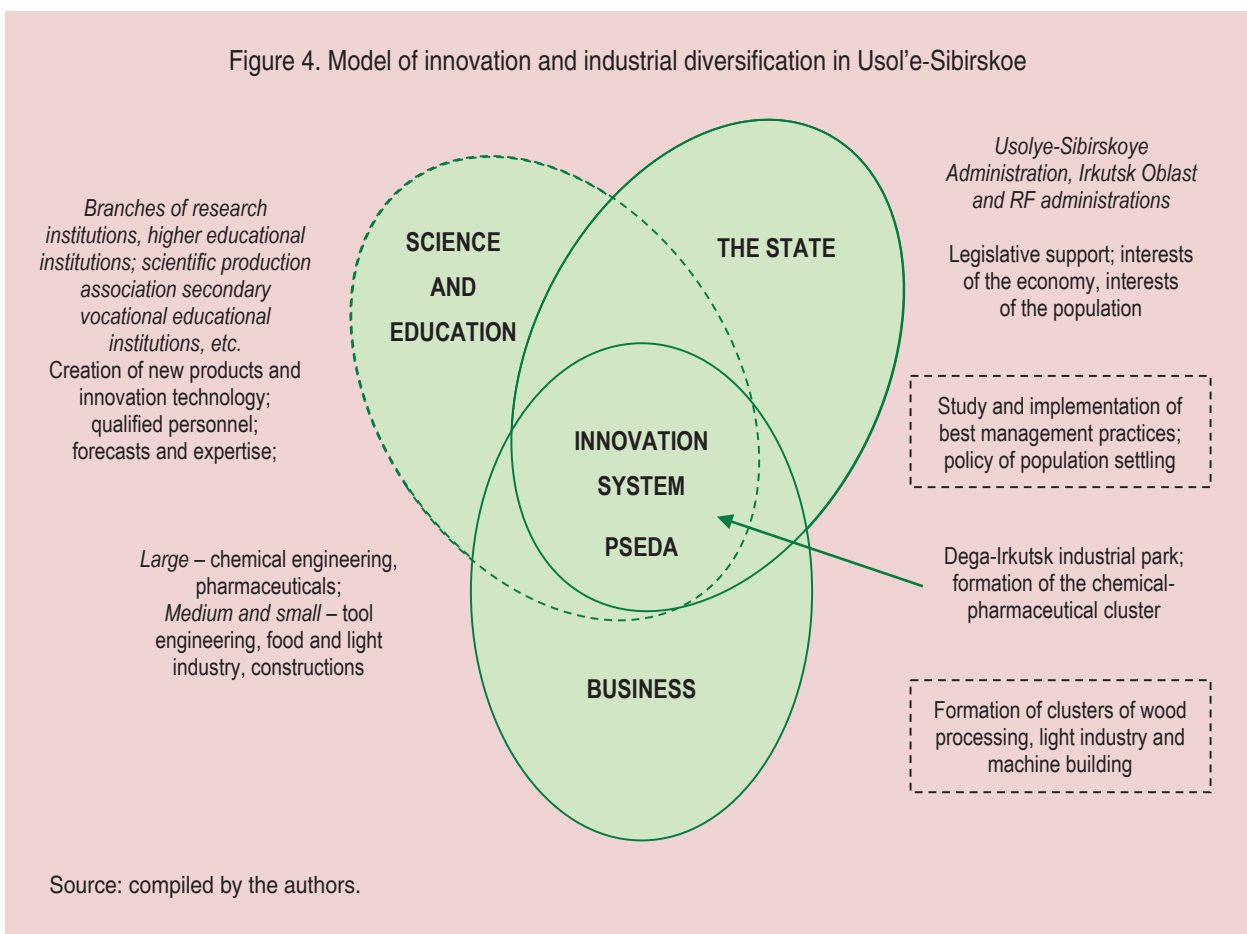 Figure 4. Model of innovation and industrial diversification in Usol’e-Sibirskoe
Branches of research
institutions, higher educational
institutions; scientific production
association secondary
vocational educational
institutions, etc.
Creation of new products and
innovation technology;
qualified personnel;
forecasts and expertise;
Large – chemical engineering,
pharmaceuticals;
Medium and small – tool
engineering, food and light
industry, constructions
SCIENCE
AND
EDUCATION
THE STATE
INNOVATION
SYSTEM
PSEDA
BUSINESS
Usolye-Sibirskoye
Administration, Irkutsk Oblast
and RF administrations
Legislative support; interests
of the economy, interests
of the population
Study and implementation of
best management practices;
policy of population settling
Dega-Irkutsk industrial park;
formation of the chemical-
pharmaceutical cluster
Formation of clusters of wood
processing, light industry and
machine building
Source: compiled by the authors.